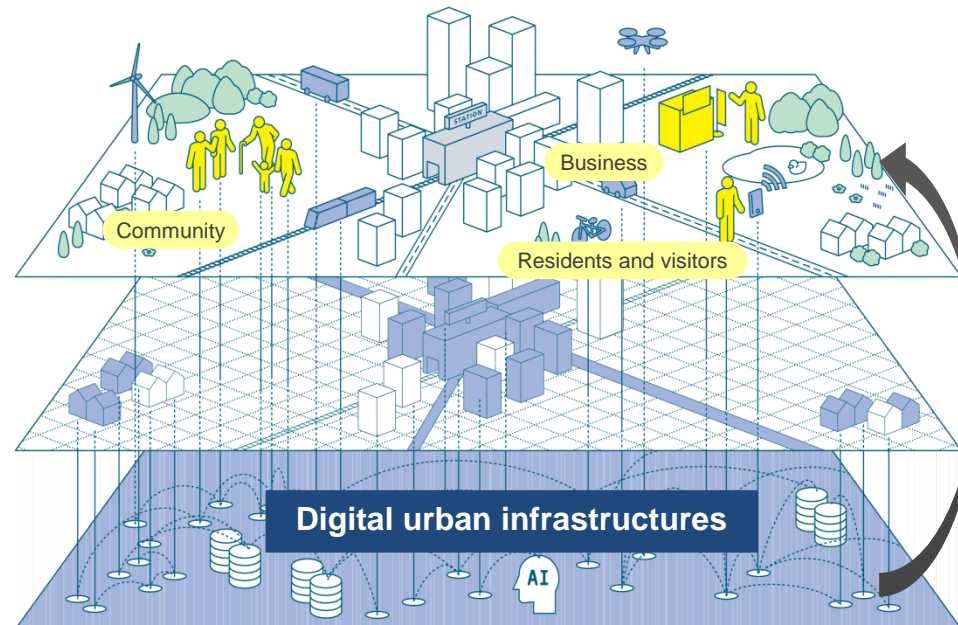 STATION
Business
Community
Residents and visitors
Digital urban infrastructures
AI